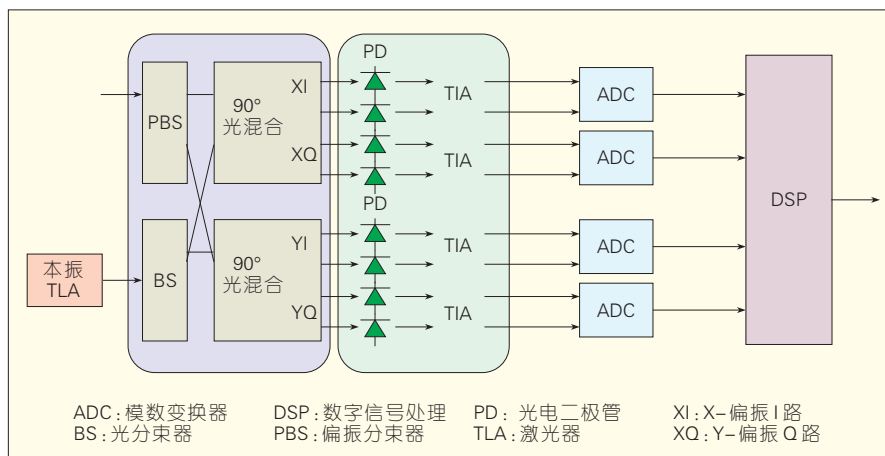 PD
XI
ADC
90°
光混合
TIA
PBS
XQ
ADC
TIA
PD
DSP
YI
ADC
TIA
90°
光混合
本振
TLA
BS
YQ
ADC
TIA
ADC:模数变换器 DSP:数字信号处理 PD:光电二极管 XI:X-偏振I路
BS:光分束器 PBS:偏振分束器 TLA:激光器 XQ:Y-偏振Q路